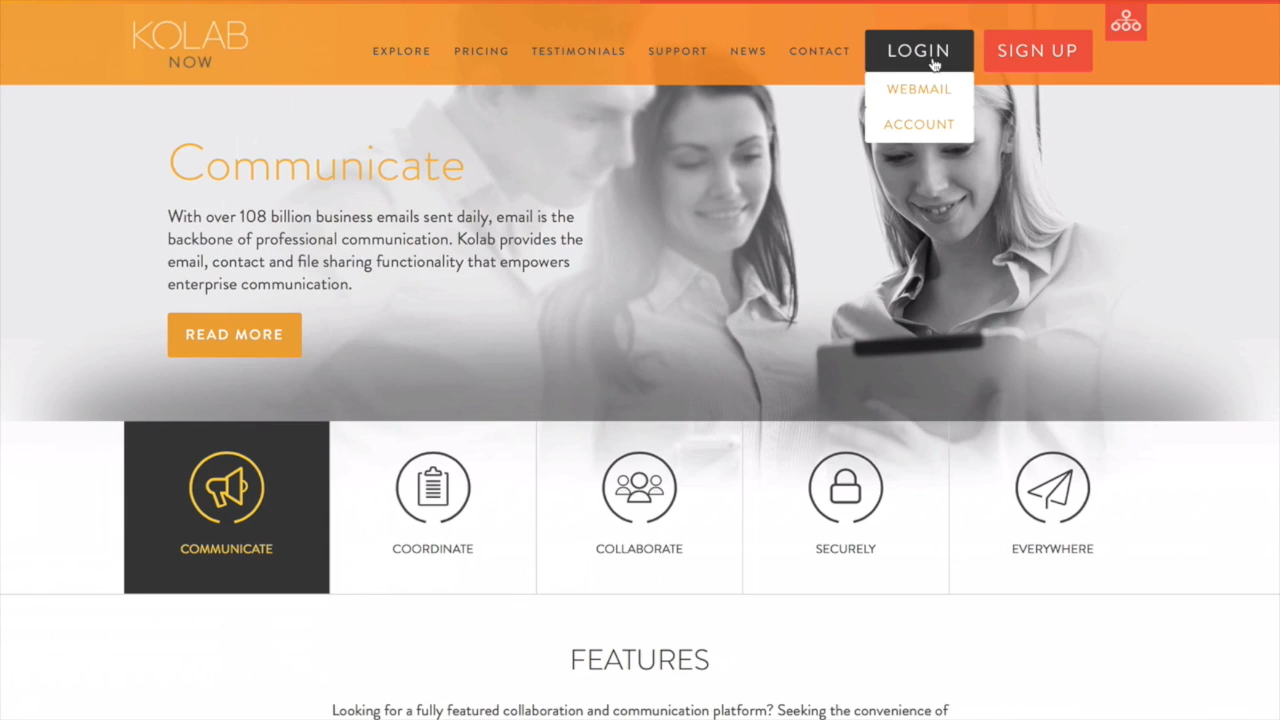 KOLAB
NOW
EXPLORE
PRICING
TESTIMONIALS
SUPPORT
NEWS
CONTACT
LOGIN
SIGN UP
WEBMAIL
ACCOUNT
Communicate
With over 108 billion business emails sent daily, email is the
backbone of professional communication. Kolab provides the
email, contact and file sharing functionality that empowers
enterprise communication.
READ MORE
COMMUNICATE
COORDINATE
COLLABORATE
SECURELY
EVERYWHERE
FEATURES
Looking for a fully featured collaboration and communication platform? Seeking the convenience of